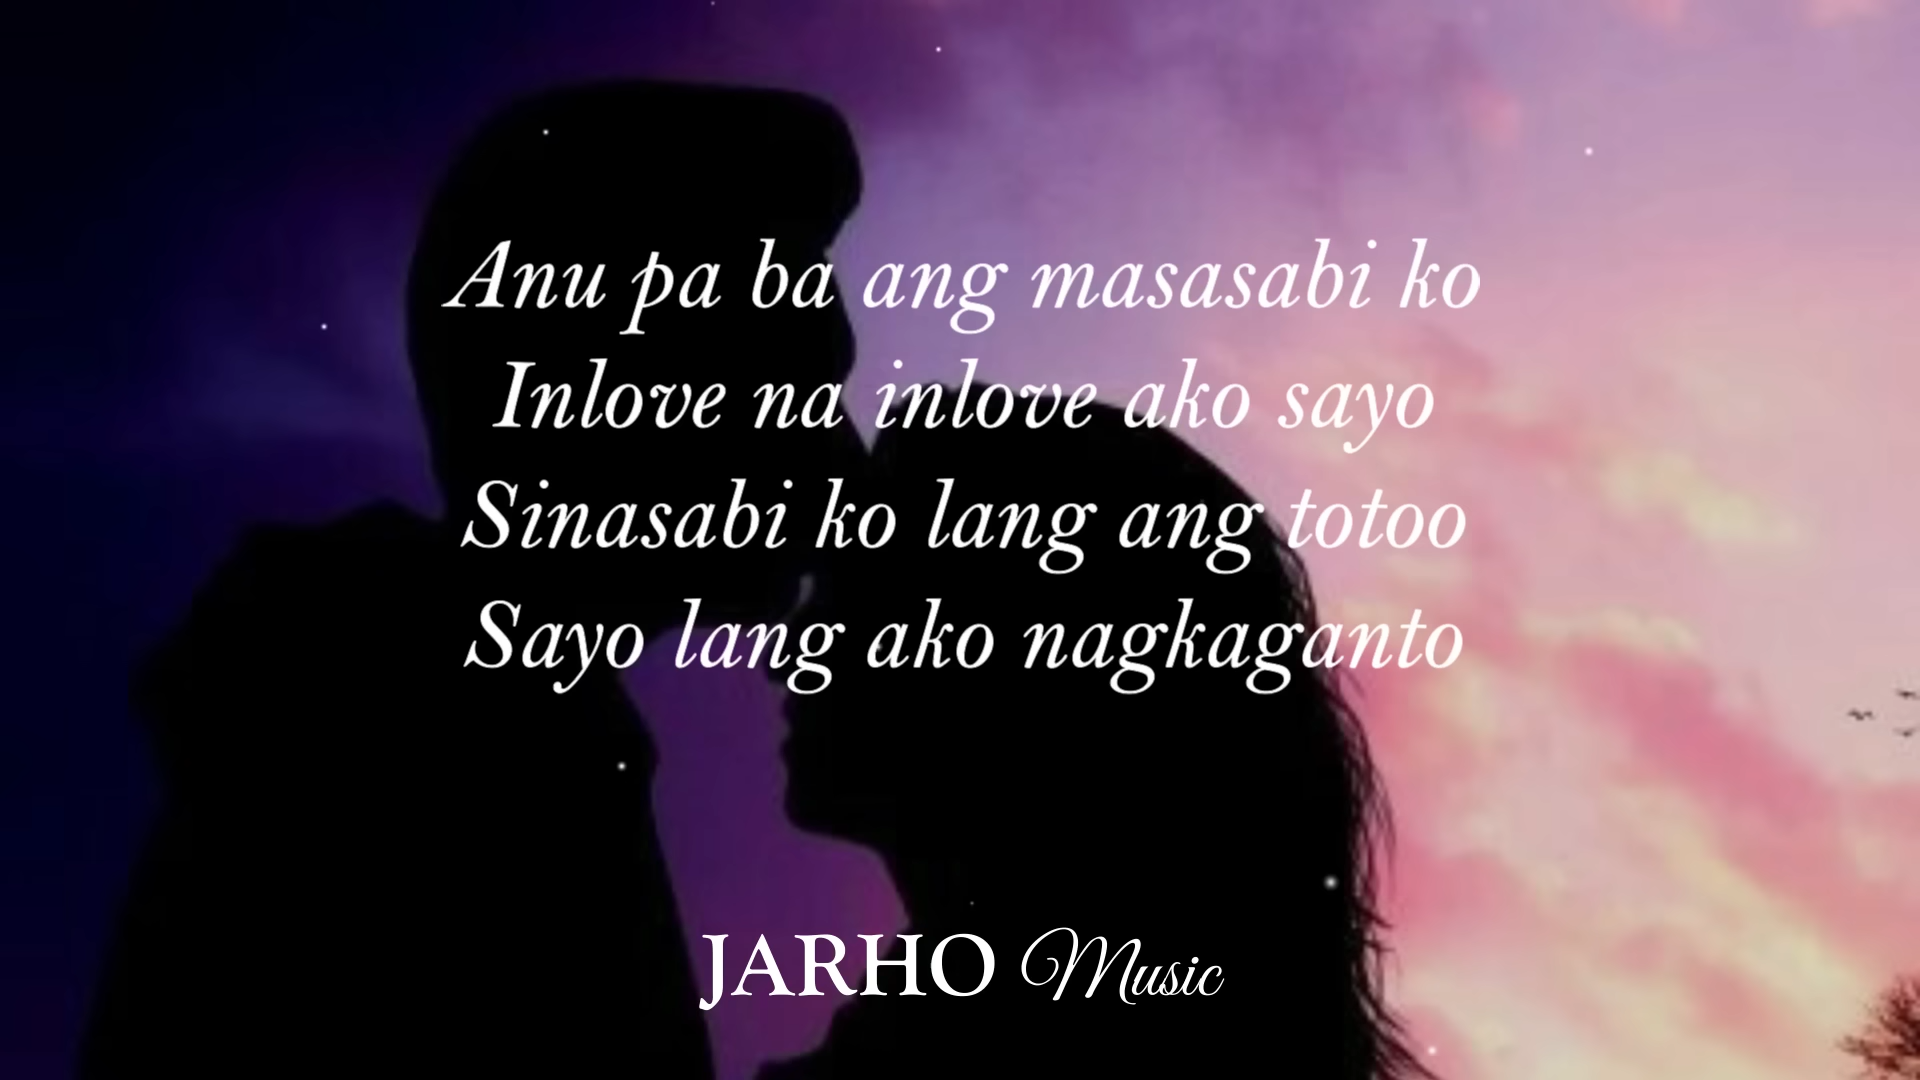 Anu pa ba ang masasabi ko
Inlove na inlove ako sayo
Sinasabi ko lang ang totoo
Sayo lang ako nagkaganto
JARHO Music